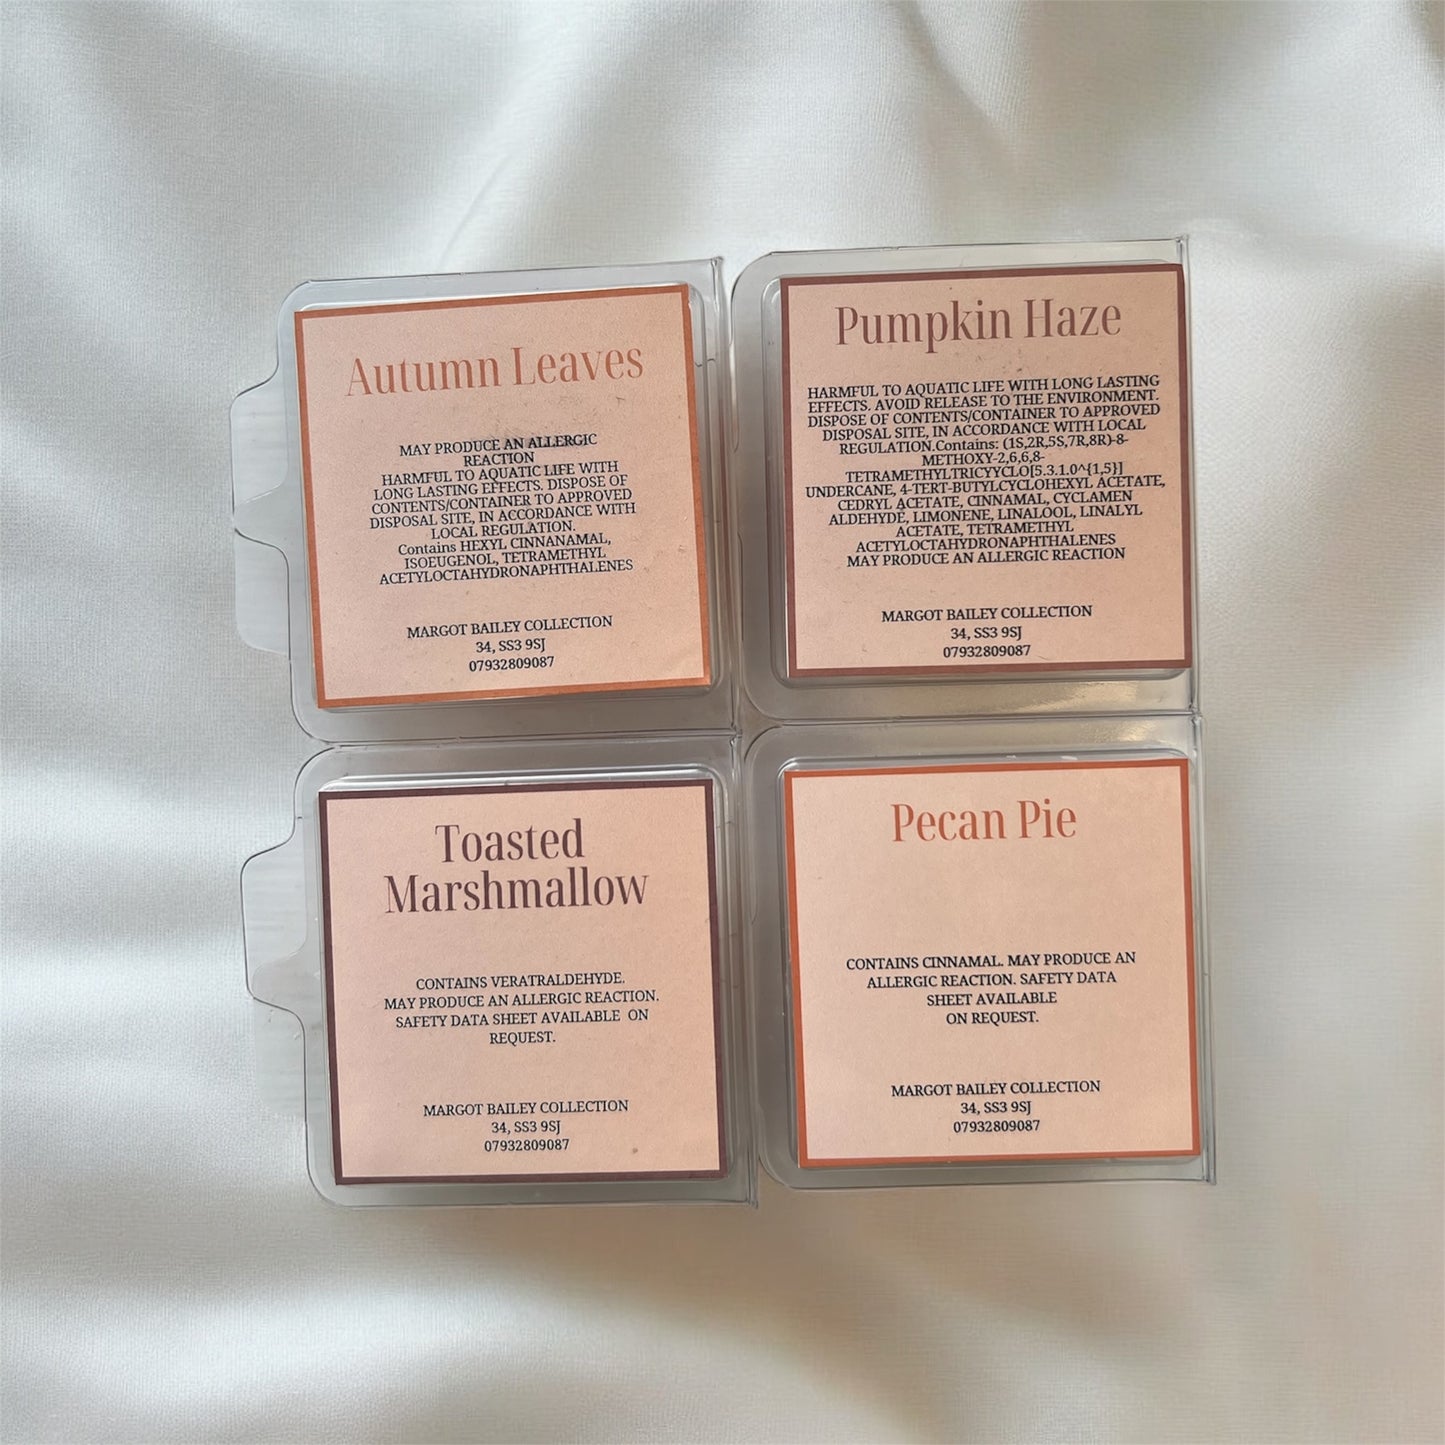 Autumn Leaves
MAY PRODUCE AN ALLERGIC
REACTION
HARMFUL TO AQUATIC LIFE WITH
LONG LASTING EFFECTS. DISPOSE OF
CONTENTS/CONTAINER TO APPROVED
DISPOSAL SITE, IN ACCORDANCE WITH
LOCAL REGULATION.
Contains HEXYL CINNANAMAL,
ISOEUGENOL, TETRAMETHYL
ACETYLOCTAHYDRONAPHTHALENES
MARGOT BAILEY COLLECTION
34, SS3 9SJ
07932809087
Pumpkin Haze
HARMFUL TO AQUATIC LIFE WITH LONG LASTING
EFFECTS. AVOID RELEASE TO THE ENVIRONMENT.
DISPOSE OF CONTENTS/CONTAINER TO APPROVED
DISPOSAL SITE, IN ACCORDANCE WITH LOCAL
REGULATION.Contains: (1S,2R,5S,7R,8R)-8-
METHOXY-2,6,6,8-
TETRAMETHYLTRICYYCLO[5.3.1.0^{1,5}]
UNDERCANE, 4-TERT-BUTYLCYCLOHEXYL ACETATE,
CEDRYL ACETATE, CINNAMAL, CYCLAMEN
ALDEHYDE, LIMONENE, LINALOOL, LINALYL
ACETATE, TETRAMETHYL
ACETYLOCTAHYDRONAPHTHALENES
MAY PRODUCE AN ALLERGIC REACTION
MARGOT BAILEY COLLECTION
34, SS3 9SJ
07932809087
Toasted
Marshmallow
CONTAINS VERATRALDEHYDE.
MAY PRODUCE AN ALLERGIC REACTION.
SAFETY DATA SHEET AVAILABLE ON
REQUEST.
MARGOT BAILEY COLLECTION
34, SS3 9SJ
07932809087
Pecan Pie
CONTAINS CINNAMAL. MAY PRODUCE AN
ALLERGIC REACTION. SAFETY DATA
SHEET AVAILABLE
ON REQUEST.
MARGOT BAILEY COLLECTION
34, SS3 9SJ
07932809087